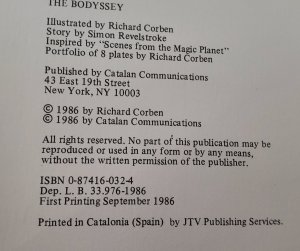 THE BODYSSEY
Illustrated by Richard Corben
Story by Simon Revelstroke
Inspired by "Scenes from the Magic Planet"
Portfolio of 8 plates by Richard Corben
Published by Catalan Communications
43 East 19th Street
New York, NY 10003
© 1986 by Richard Corben
© 1986 by Catalan Communications
All rights reserved. No part of this publication may be
reproduced or used in any form or by any means,
without the written permission of the publisher.
ISBN 0-87416-032-4
Dep. L. B. 33.976-1986
First Printing September 1986
Printed in Catalonia (Spain) by JTV Publishing Services.